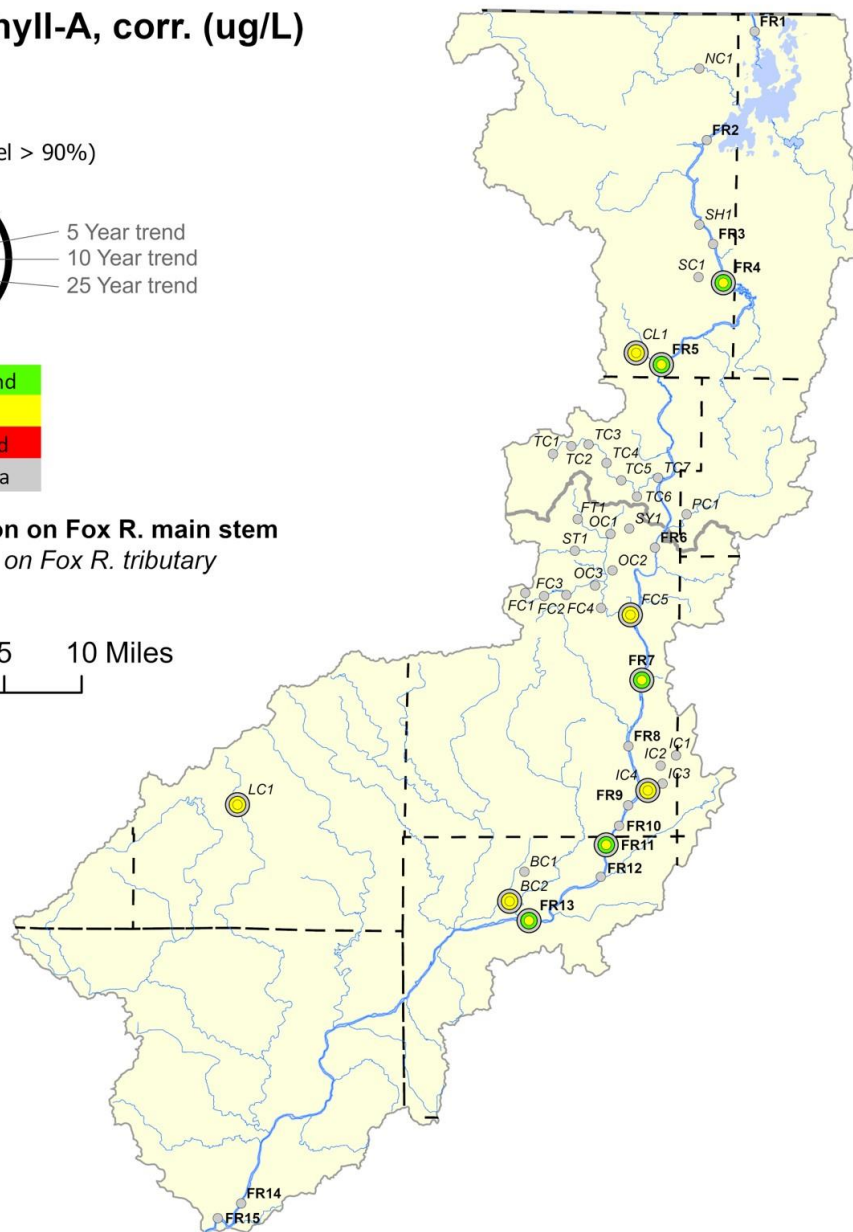 nyll-A, corr. (ug/L)
el > 90%)
5 Year trend
10 Year trend
25 Year trend
nd
d
a
on on Fox R. main stem
on Fox R. tributary
5 10 Miles
FR1
NC1
FR2
SH1
FR3
SC1
FR4
CL1
FR5
TC1
TC2
TC3
TC4
TC5
TC7
TC6
PC1
FT1
OC1
SY1
ST1
FR6
OC2
OC3
FC3
FC1
FC2
FC4
FC5
FR7
FR8
IC1
IC2
IC4
IC3
LC1
FR9
FR10
FR11
BC1
FR12
BC2
FR13
FR14
FR15